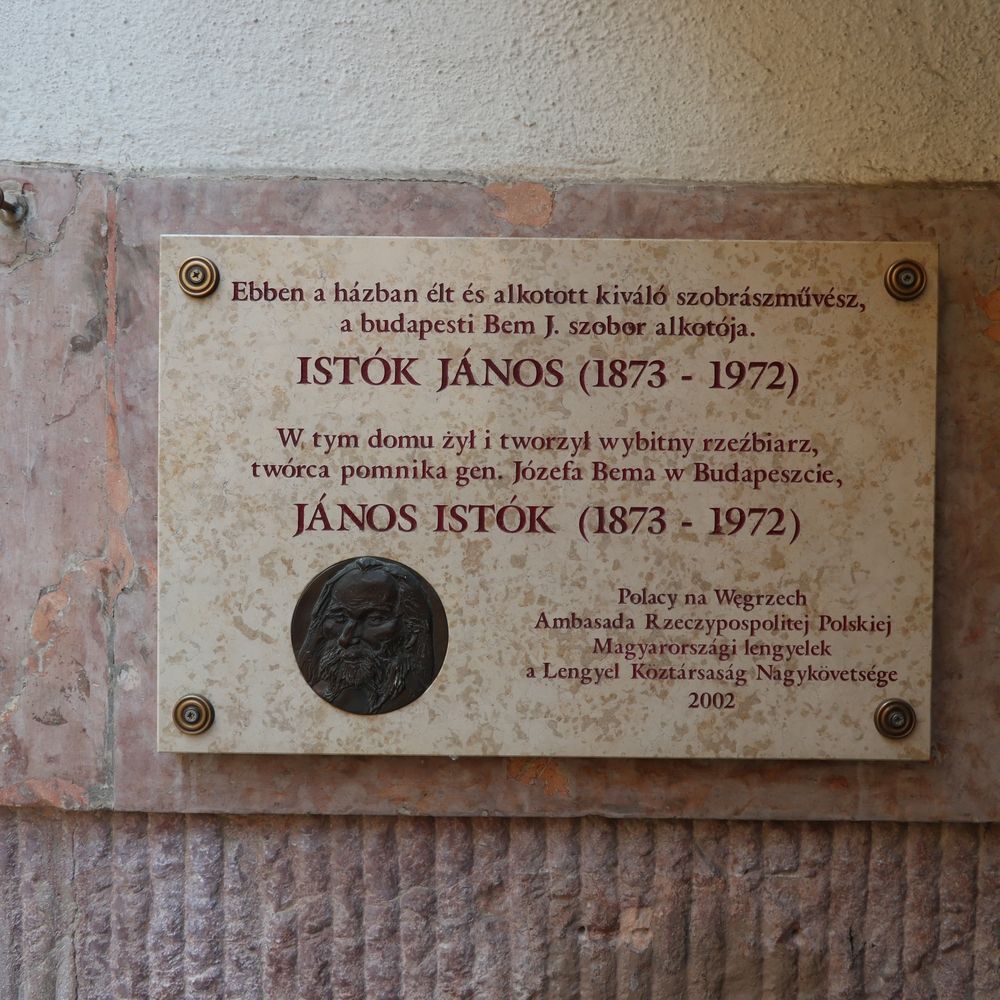 Ebben a házban élt és alkotott kiváló szobrászművész,
a budapesti Bem J. szobor alkotója.
ISTÓK JÁNOS (1873 - 1972)
W tym domu żył i tworzył wybitny rzeźbiarz,
twórca pomnika gen. Józefa Bema w Budapeszcie,
JÁNOS ISTÓK (1873 - 1972)
Polacy na Węgrzech
Ambasada Rzeczypospolitej Polskiej
Magyarországi lengyelek
a Lengyel Köztársaság Nagykövetsége
2002